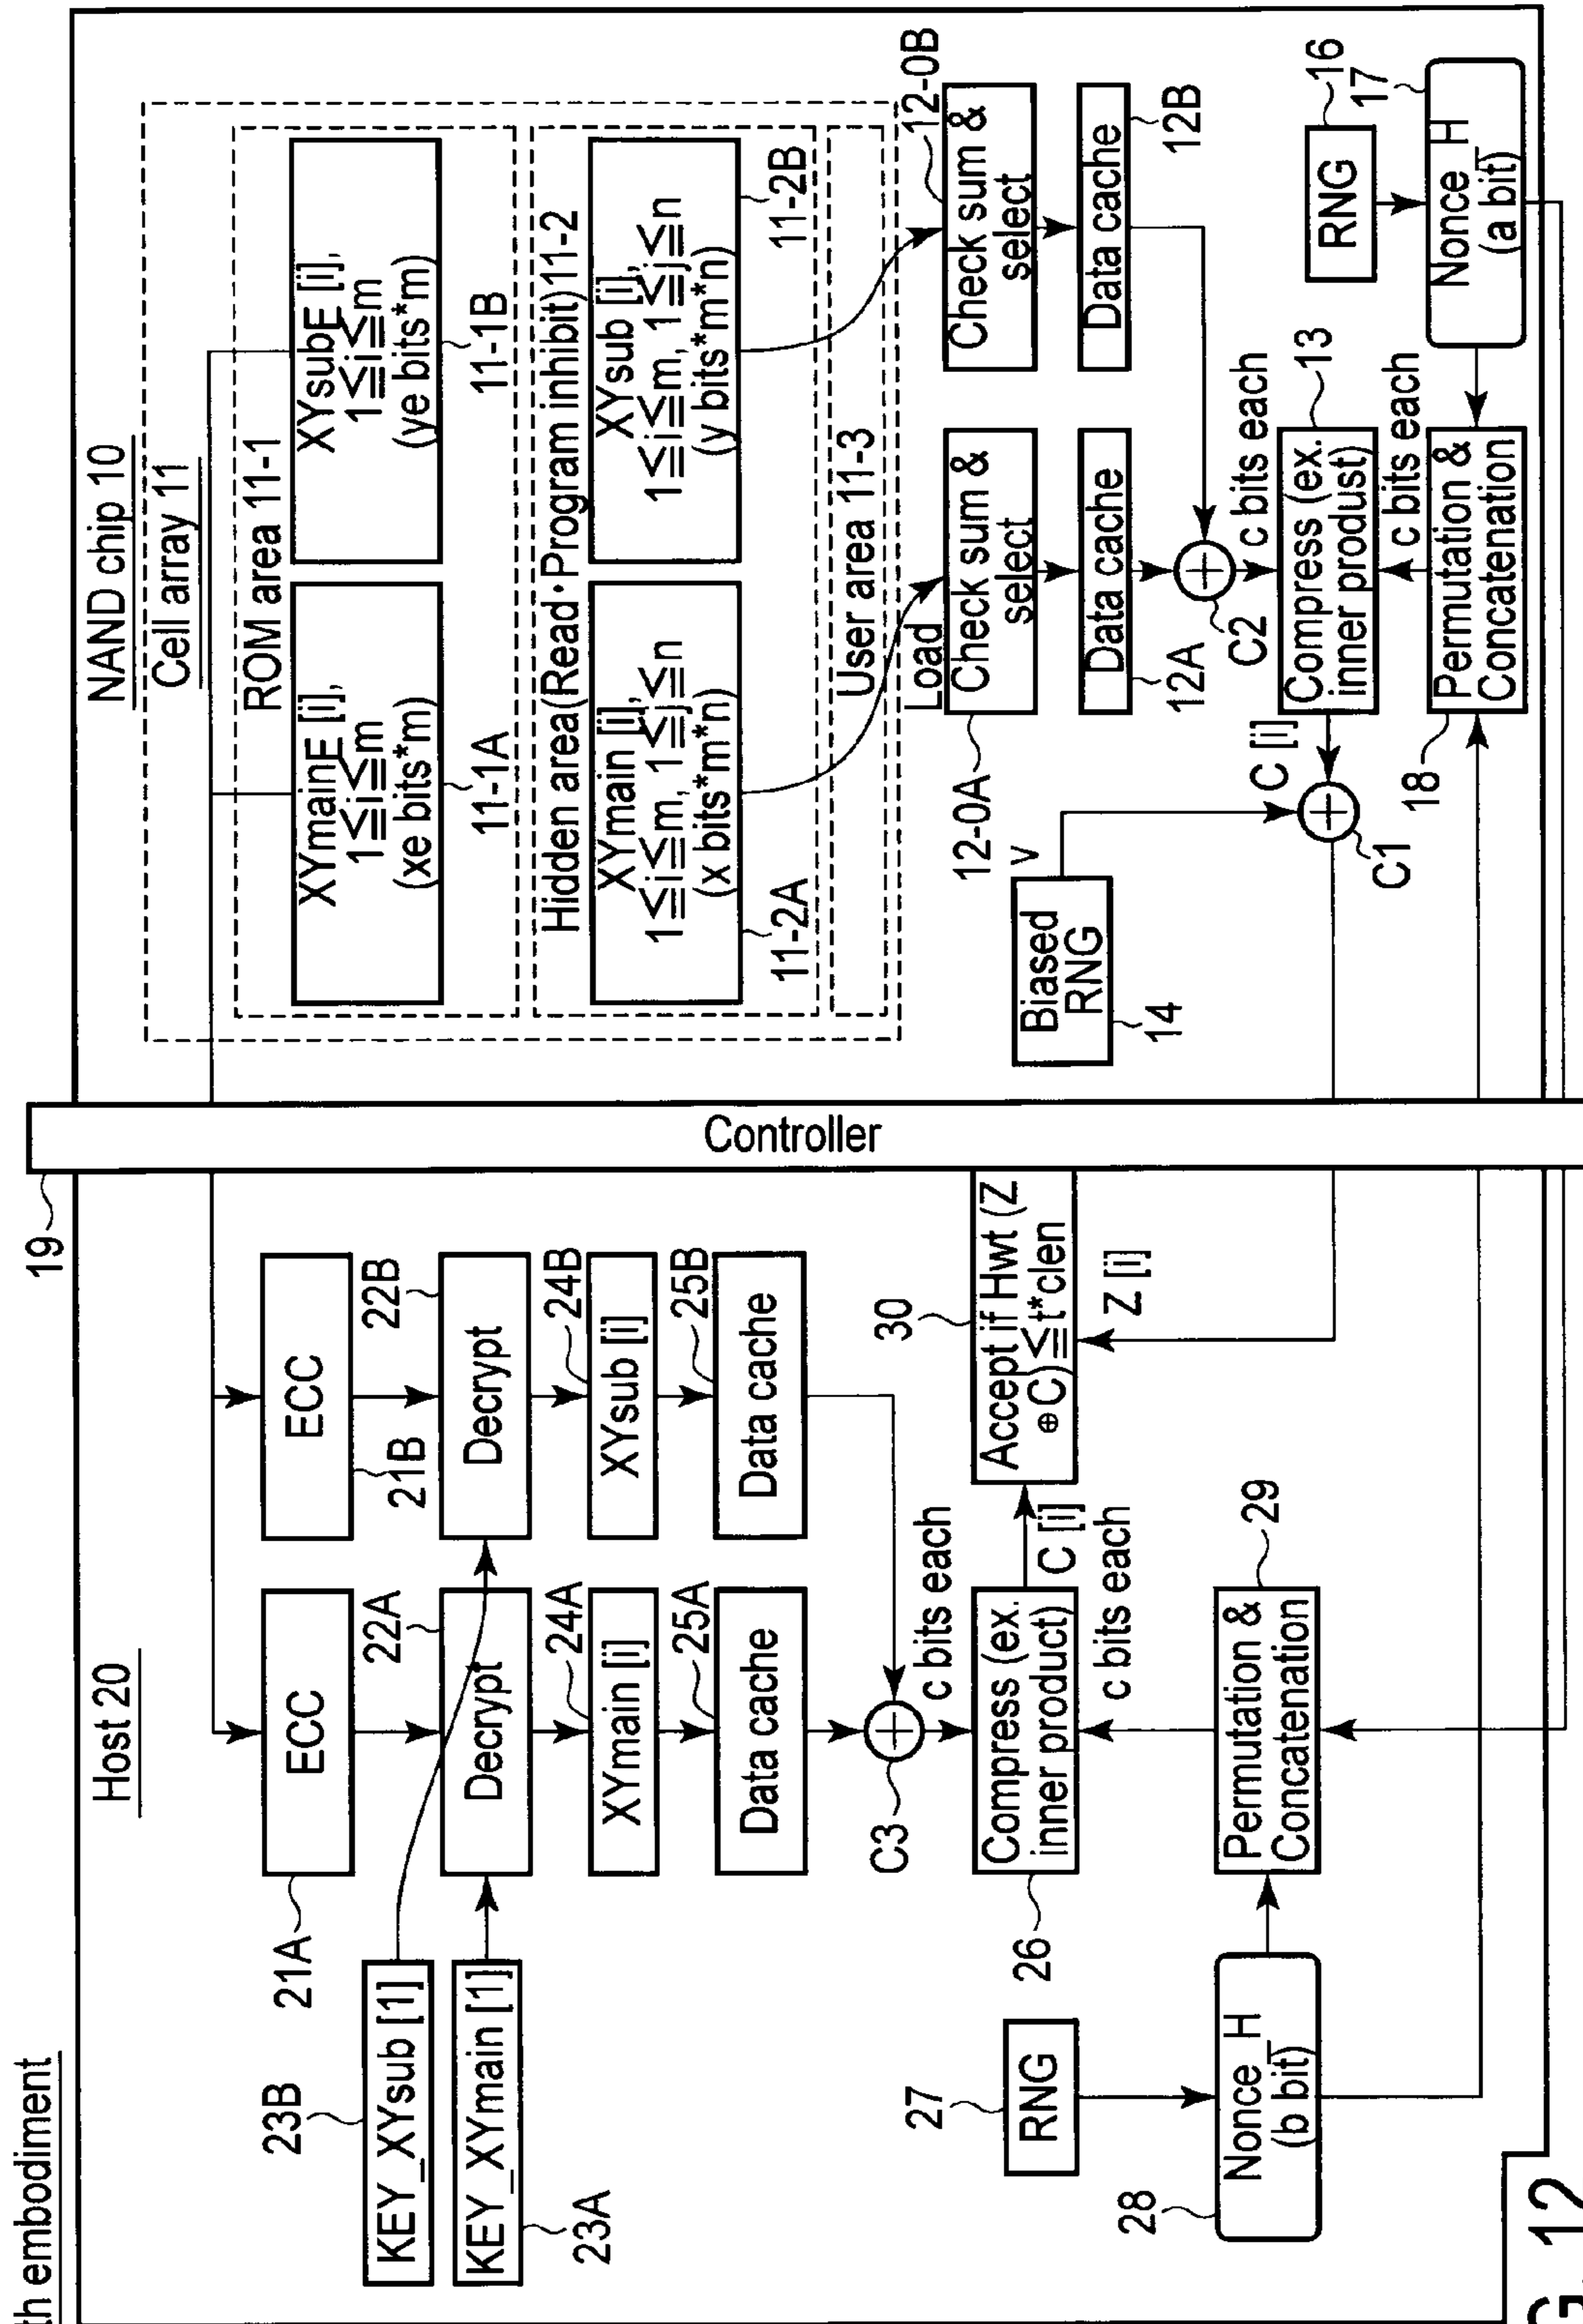 th embodiment
Host 20
23B
KEY_XYsub [1]
KEY_XYmain [1]
23A
21A
ECC
ECC
21B
22A
Decrypt
22B
Decrypt
24A
XYmain [i]
24B
XYsub [i]
25A
Data cache
25B
Data cache
C3
c bits each
26
Compress (ex.
inner product)
C [i]
c bits each
30
Accept if Hwt (Z
⊕C)≦t*clen
Z [i]
27
RNG
28
Nonce_H
(b bit)
29
Permutation &
Concatenation
19
Controller
NAND chip 10
Cell array 11
ROM area 11-1
XYmainE [i],
1≦i≦m
(xe bits*m)
11-1A
XYsubE [i],
1≦i≦m
(ye bits*m)
11-1B
Hidden area(Read·Program inhibit)11-2
XYmain [i],
1≦i≦m, 1≦j≦n
(x bits*m*n)
11-2A
XYsub [i],
1≦i≦m, 1≦j≦n
(y bits*m*n)
11-2B
User area 11-3
Load
12-0A
Check sum &
select
12-0B
Check sum &
select
Data cache
12A
Data cache
12B
C2
c bits each
Biased
RNG
14
v
C [i]
C1
Compress (ex.
inner produst)
13
c bits each
18
Permutation &
Concatenation
RNG
16
17
Nonce_H
(a bit)
G. 12